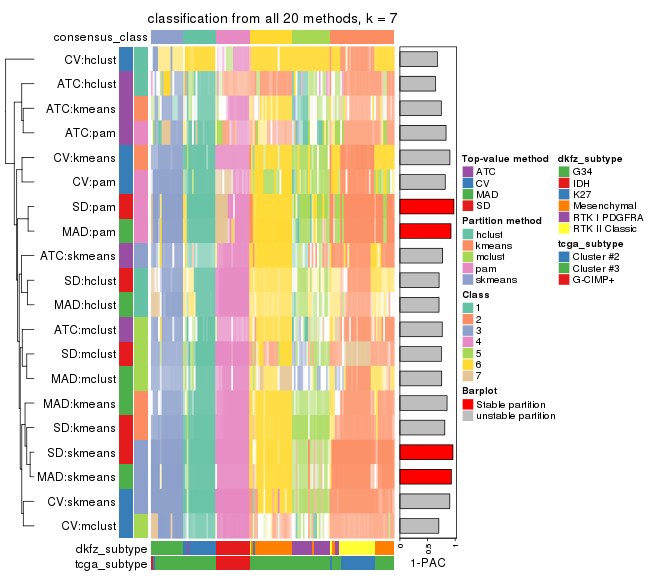 classification from all 20 methods, k = 7
consensus_class
CV:hclust
ATC:hclust
ATC:kmeans
ATC:pam
CV:kmeans
CV:pam
SD:pam
MAD:pam
ATC:skmeans
SD:hclust
MAD:hclust
ATC:mclust
SD:mclust
MAD:mclust
MAD:kmeans
SD:kmeans
SD:skmeans
MAD:skmeans
CV:skmeans
CV:mclust
dkfz_subtype
tcga_subtype
0
0.5
1
1-PAC
Top-value method
ATC
CV
MAD
SD
Partition method
hclust
kmeans
mclust
pam
skmeans
Class
1
2
3
4
5
6
7
Barplot
Stable partition
unstable partition
dkfz_subtype
G34
IDH
K27
Mesenchymal
RTK I PDGFRA
RTK II Classic
tcga_subtype
Cluster #2
Cluster #3
G-CIMP+